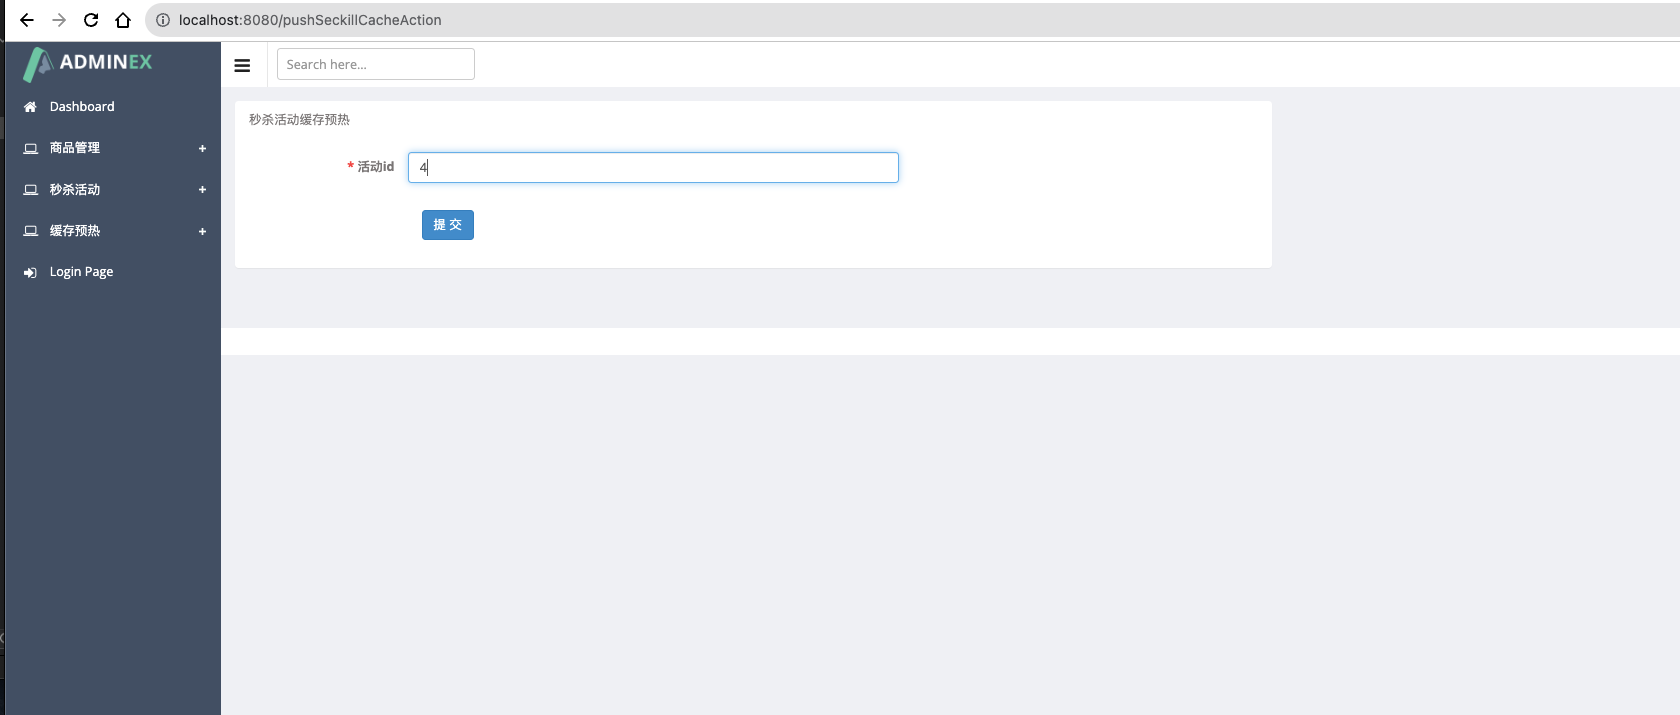 localhost:8080/pushSeckillCacheAction
ADMINEX
Search here...
Dashboard
商品管理
秒杀活动
缓存预热
Login Page
秒杀活动缓存预热
* 活动id
4
提 交